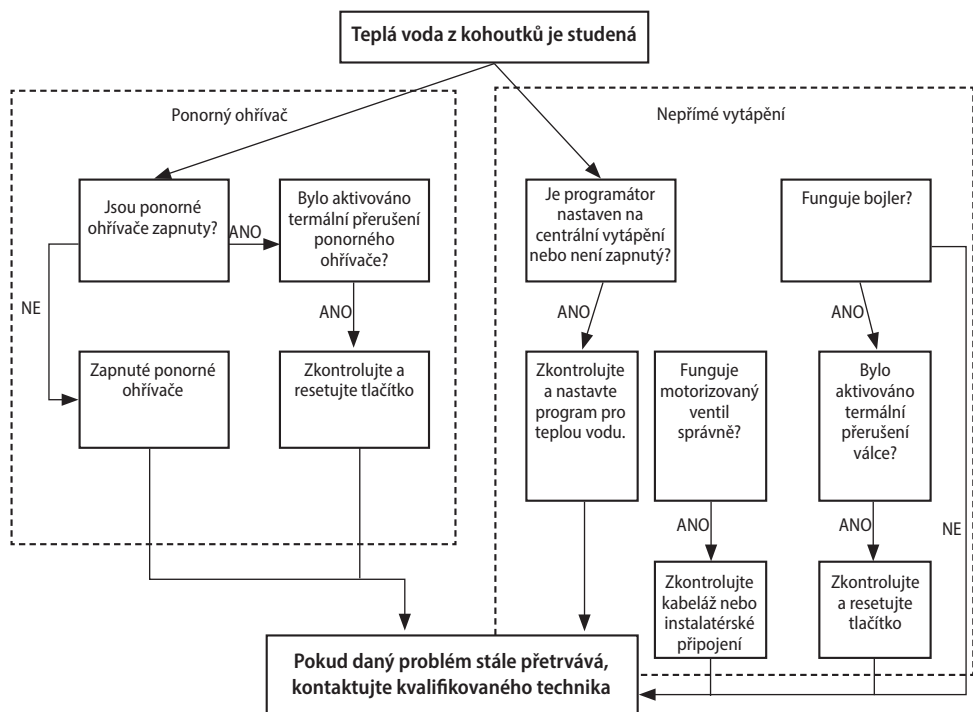 Teplá voda z kohoutků je studená
Ponorný ohřívač
Jsou ponorné
ohřívače zapnuty?
ANO
Bylo aktivováno
termální přerušení
ponorného
ohřívače?
NE
ANO
Zapnuté ponorné
ohřívače
Zkontrolujte a
resetujte tlačítko
Nepřímé vytápění
Je programátor
nastaven na
centrální vytápění
nebo není zapnutý?
Funguje bojler?
ANO
ANO
Zkontrolujte
a nastavte
program pro
teplou vodu.
Funguje
motorizovaný
ventil
správně?
Bylo
aktivováno
termální
přerušení
válce?
ANO
ANO
NE
Zkontrolujte
kabeláž nebo
instalatérské
připojení
Zkontrolujte
a resetujte
tlačítko
Pokud daný problém stále přetrvává,
kontaktujte kvalifikovaného technika